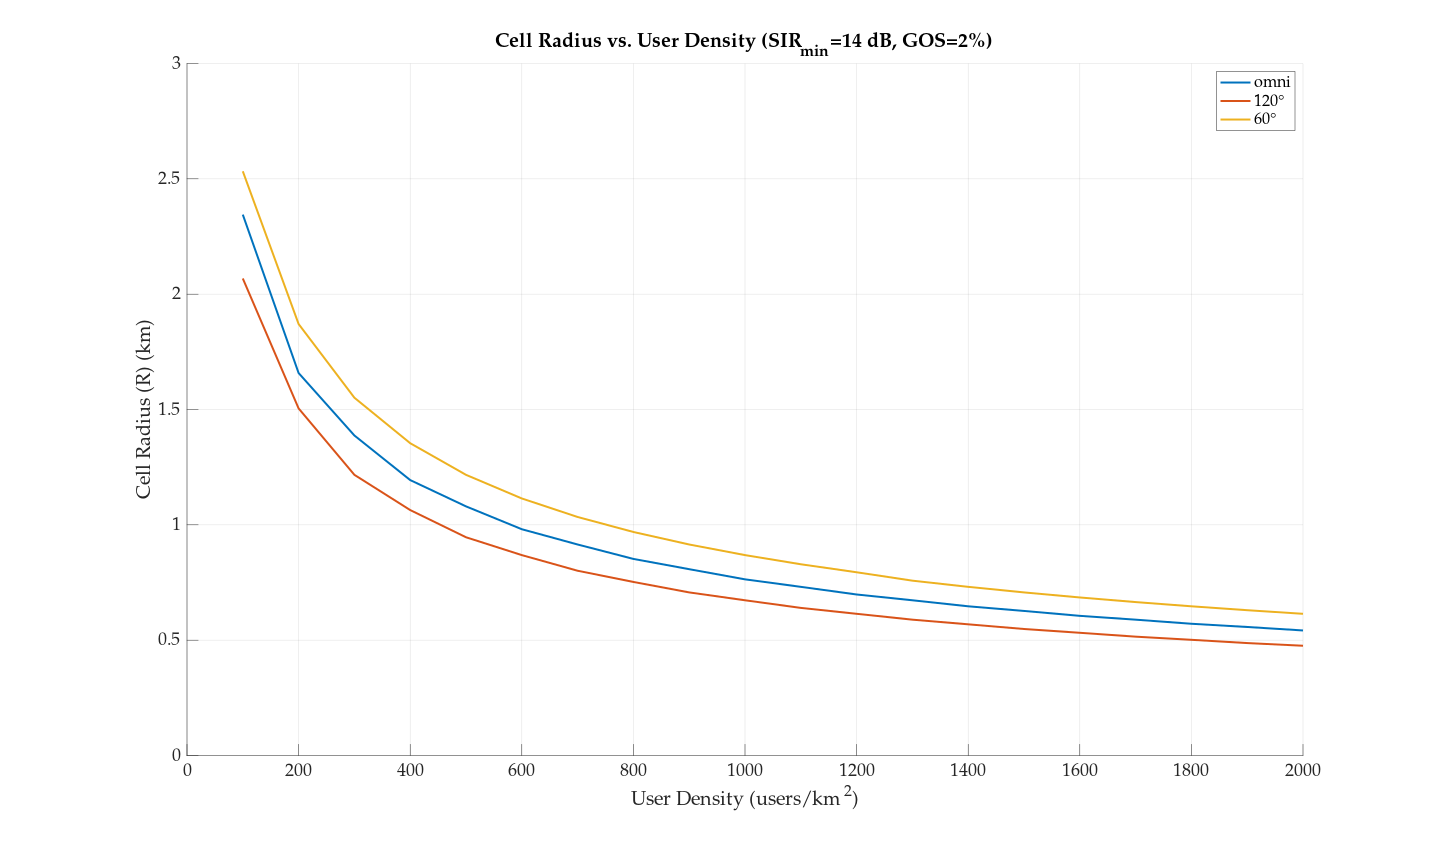 Cell Radius vs. User Density (SIRmin=14 dB, GOS=2%)
omni
120°
60°
3
2.5
2
1.5
1
0.5
0
Cell Radius (R) (km)
0 200 400 600 800 1000 1200 1400 1600 1800 2000
User Density (users/km2)